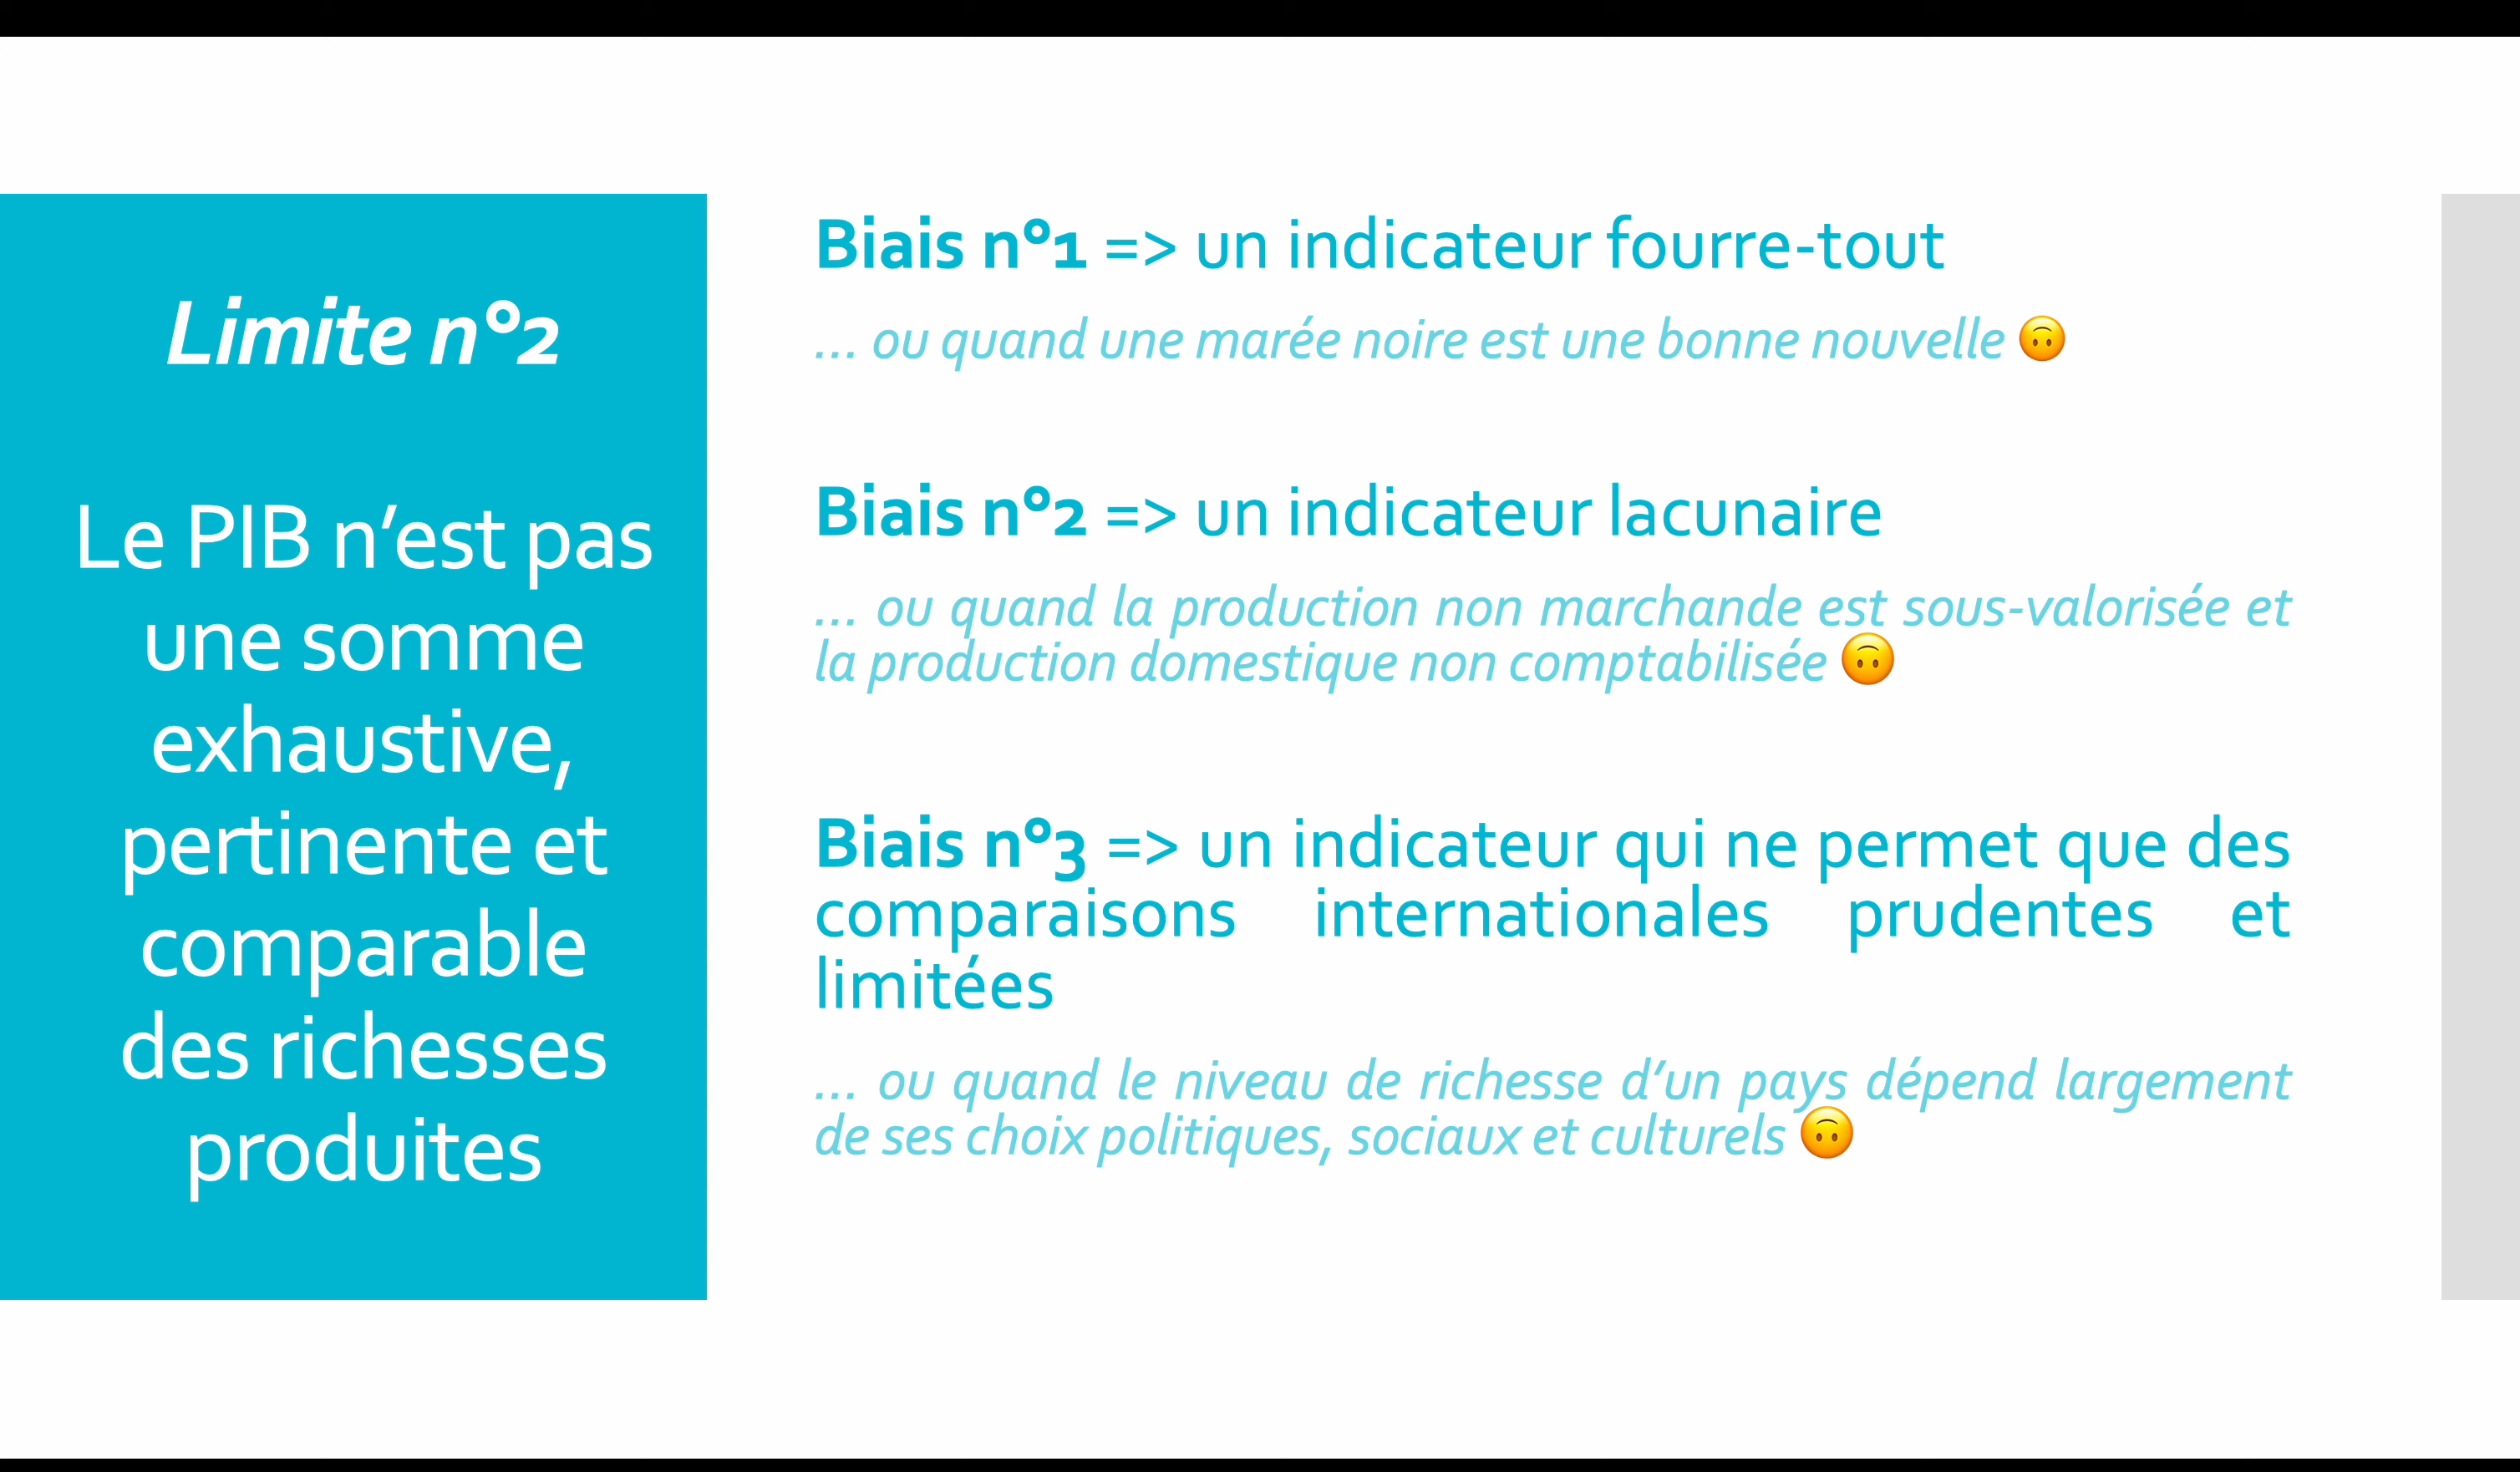 Limite n°2
Le PIB n’est pas
une somme
exhaustive,
pertinente et
comparable
des richesses
produites
Biais n°1 => un indicateur fourre-tout
... ou quand une marée noire est une bonne nouvelle 🙃
Biais n°2 => un indicateur lacunaire
... ou quand la production non marchande est sous-valorisée et
la production domestique non comptabilisée 🙃
Biais n°3 => un indicateur qui ne permet que des
comparaisons internationales prudentes et
limitées
... ou quand le niveau de richesse d’un pays dépend largement
de ses choix politiques, sociaux et culturels 🙃